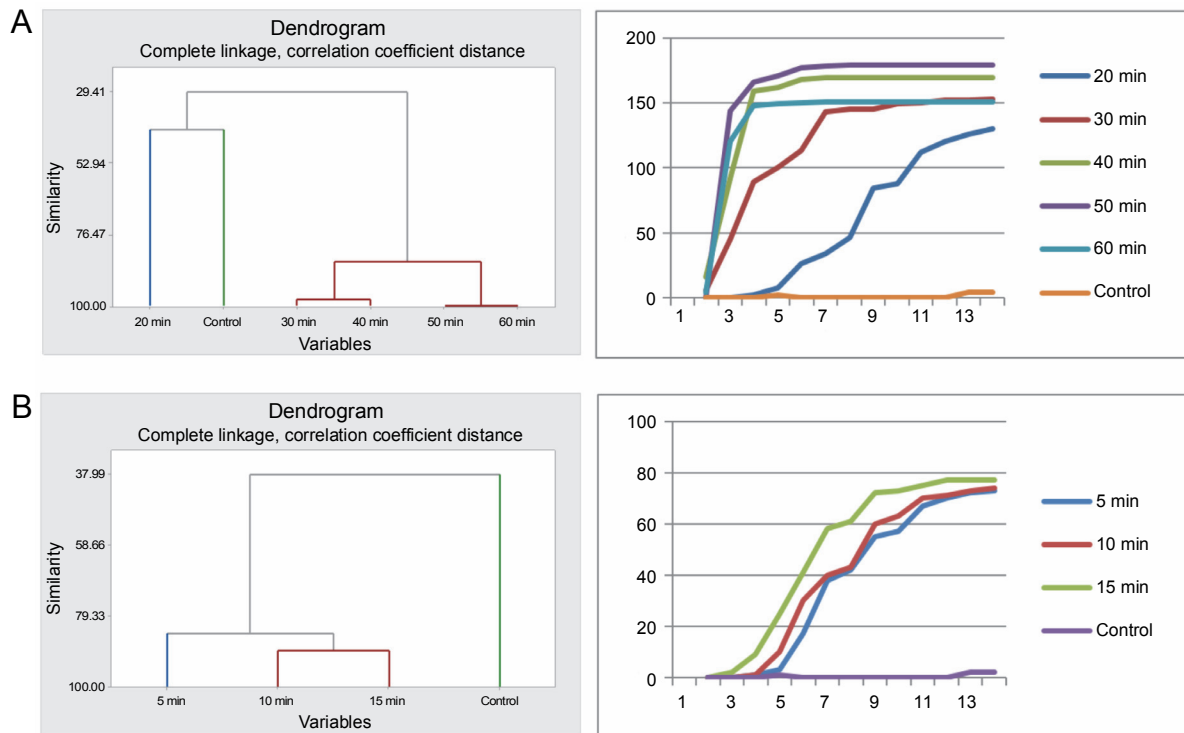 A
Dendrogram
Complete linkage, correlation coefficient distance
Similarity
29.41
52.94
76.47
100.00
20 min Control 30 min 40 min 50 min 60 min
Variables
200
150
100
50
0
1 3 5 7 9 11 13
20 min
30 min
40 min
50 min
60 min
Control
B
Dendrogram
Complete linkage, correlation coefficient distance
Similarity
37.99
58.66
79.33
100.00
5 min 10 min 15 min Control
Variables
100
80
60
40
20
0
1 3 5 7 9 11 13
5 min
10 min
15 min
Control